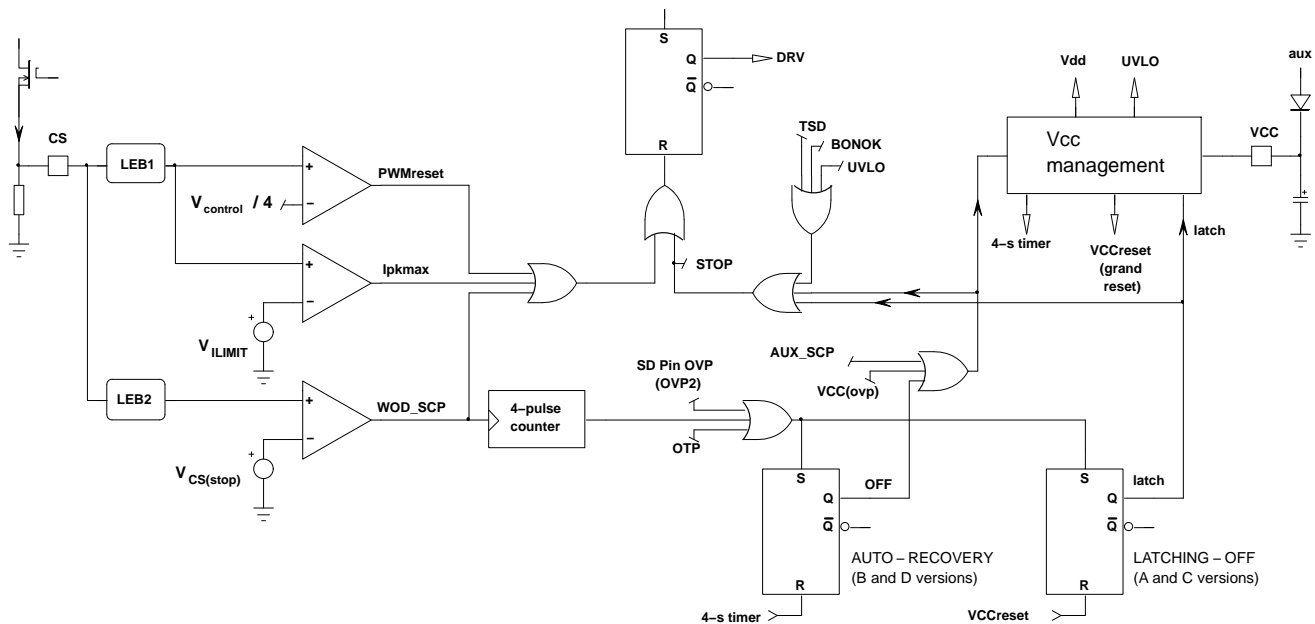 S
Q
DRV
Q
R
aux
Vdd
UVLO
TSD
BONOK
UVLO
Vcc
management
VCC
CS
LEB1
+
PWMreset
V control / 4
−
4−s timer
VCCreset
(grand
reset)
latch
STOP
+
Ipkmax
−
+
V ILIMIT
AUX_SCP
VCC(ovp)
SD Pin OVP
(OVP2)
LEB2
+
WOD_SCP
4−pulse
counter
OTP
−
+
V CS(stop)
S
Q
OFF
Q
R
AUTO − RECOVERY
(B and D versions)
4−s timer
S
Q
latch
Q
R
LATCHING − OFF
(A and C versions)
VCCreset